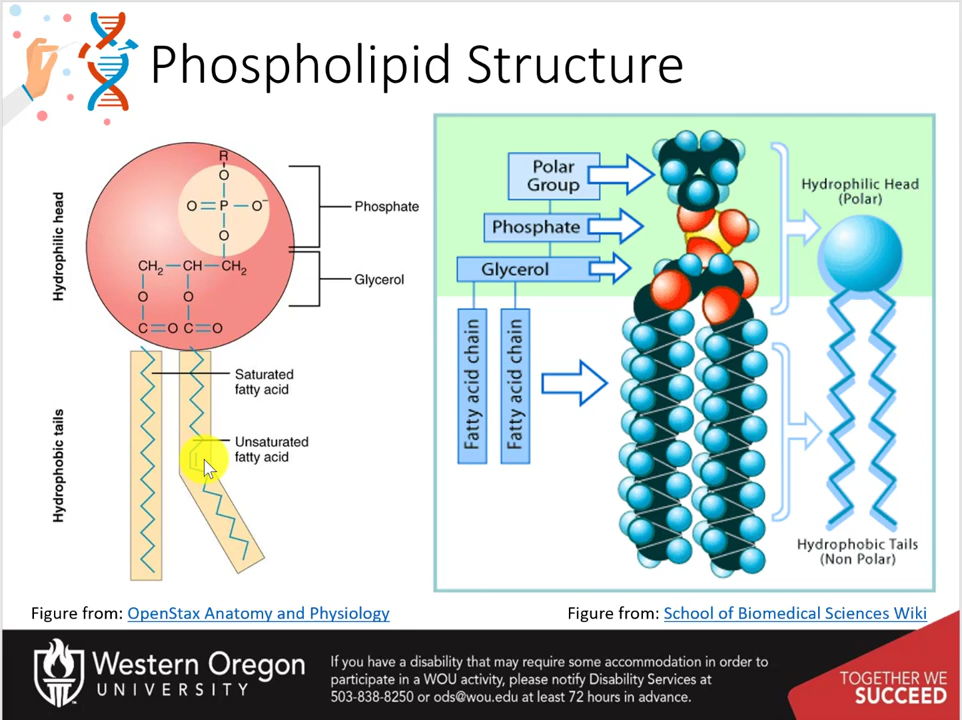 Phospholipid Structure
Hydrophilic head
R
O
O=P—O⁻
O
CH₂—CH—CH₂
O O
C=O C=O
Phosphate
Glycerol
Hydrophobic tails
Saturated
fatty acid
Unsaturated
fatty acid
Polar
Group
Phosphate
Glycerol
Fatty acid chain
Fatty acid chain
Hydrophilic Head
(Polar)
Hydrophobic Tails
(Non Polar)
Figure from: OpenStax Anatomy and Physiology
Figure from: School of Biomedical Sciences Wiki
Western Oregon
UNIVERSITY
If you have a disability that may require some accommodation in order to
participate in a WOU activity, please notify Disability Services at
503-838-8250 or ods@wou.edu at least 72 hours in advance.
TOGETHER WE
SUCCEED